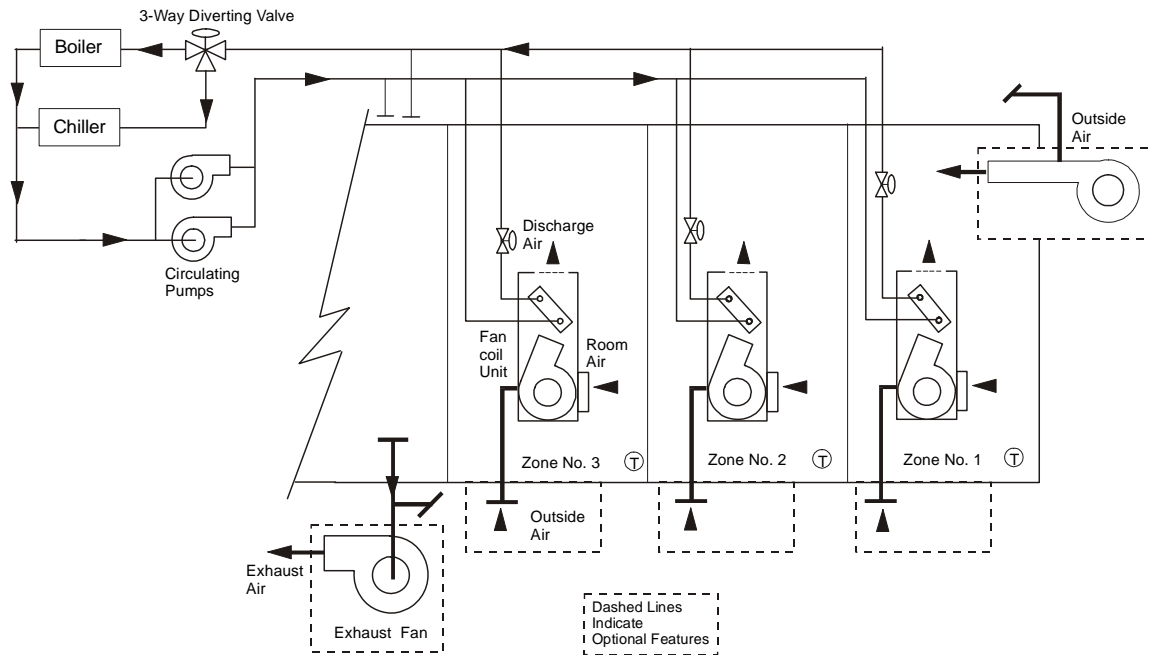 3-Way Diverting Valve
Boiler
Chiller
Outside
Air
Circulating
Pumps
Discharge
Air
Fan
coil
Unit
Room
Air
Zone No. 3
T
Zone No. 2
T
Zone No. 1
T
Outside
Air
Exhaust
Air
Exhaust Fan
Dashed Lines
Indicate
Optional Features